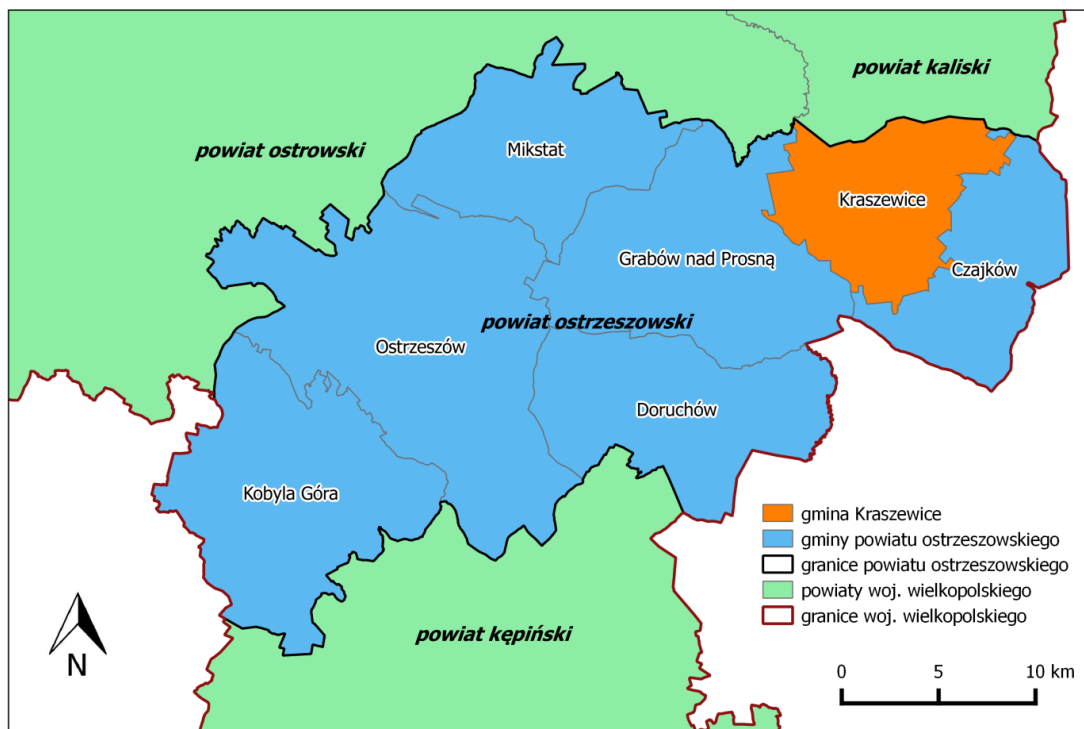 powiat kaliski
powiat ostrowski
Mikstat
Kraszewice
Grabów nad Prosną
Czajków
powiat ostrzeszowski
Ostrzeszów
Doruchów
Kobyla Góra
powiat kępiński
gmina Kraszewice
gminy powiatu ostrzeszowskiego
granice powiatu ostrzeszowskiego
powiaty woj. wielkopolskiego
granice woj. wielkopolskiego
N
0 5 10 km